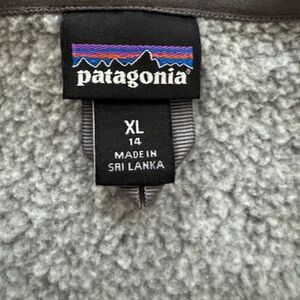 patagonia®
XL
14
MADE IN
SRI LANKA